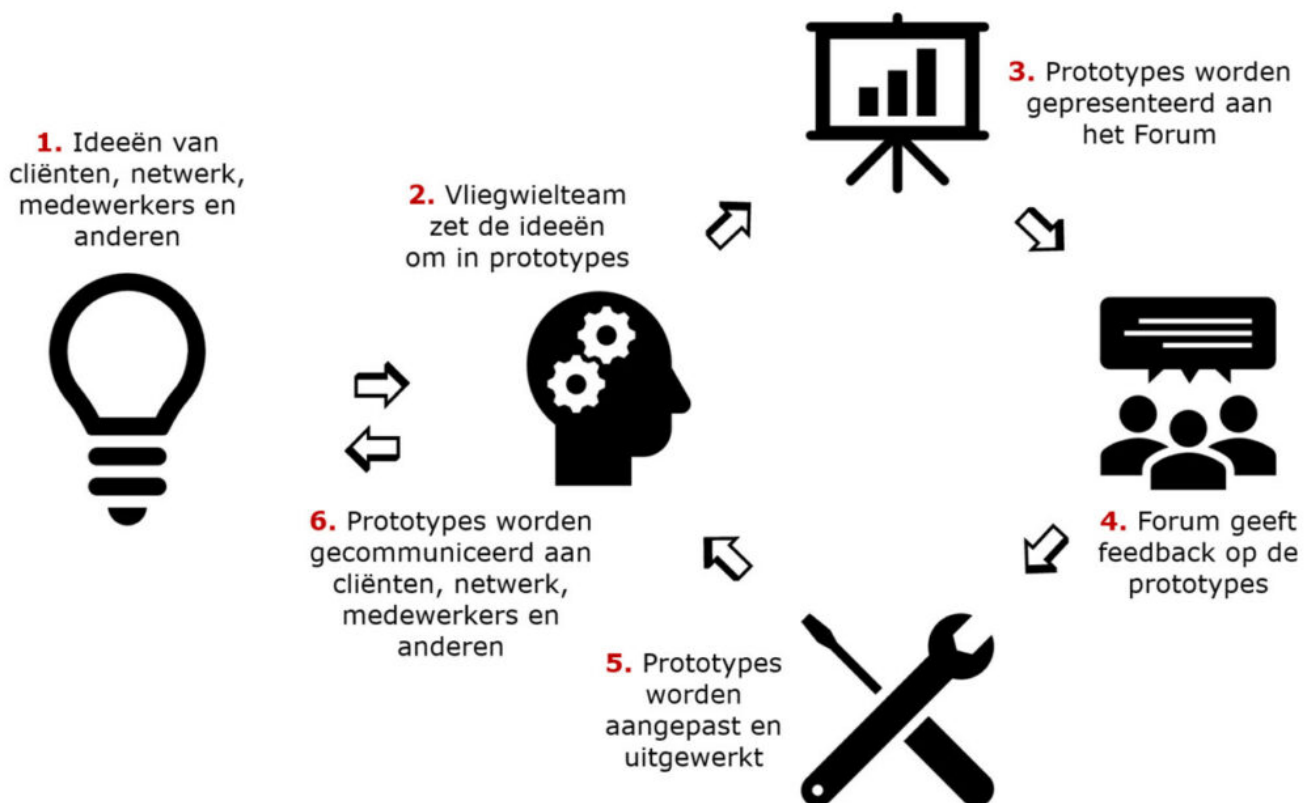 1. Ideeën van
cliënten, netwerk,
medewerkers en
anderen
2. Vliegwielteam
zet de ideeën
om in prototypes
3. Prototypes worden
gepresenteerd aan
het Forum
4. Forum geeft
feedback op de
prototypes
5. Prototypes
worden
aangepast en
uitgewerkt
6. Prototypes worden
gecommuniceerd aan
cliënten, netwerk,
medewerkers en
anderen